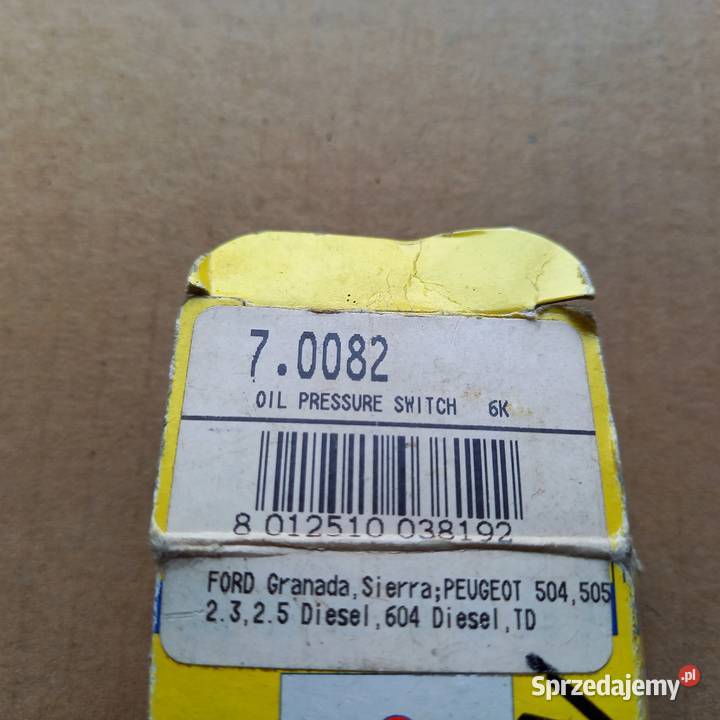 7.0082
OIL PRESSURE SWITCH 6K
8 012510 038192
FORD Granada,Sierra;PEUGEOT 504,505
2.3,2.5 Diesel,604 Diesel,TD
Sprzedajemy.pl